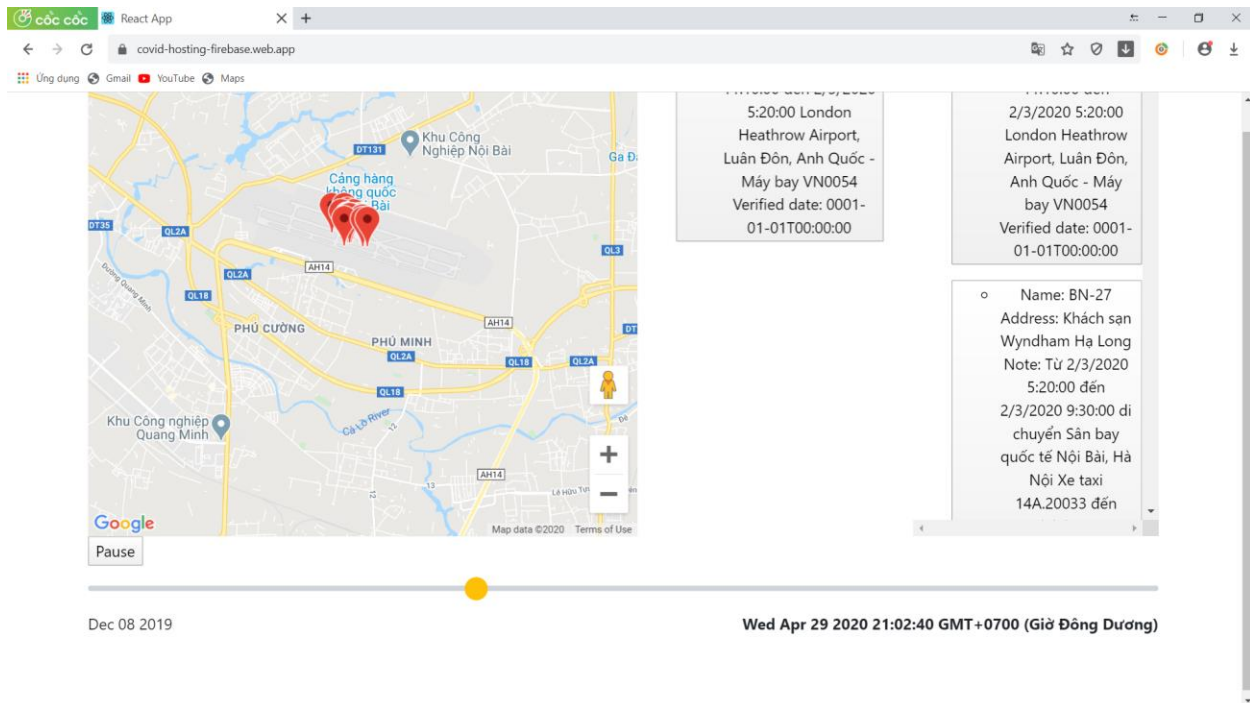 cốc cốc
React App
covid-hosting-firebase.web.app
Ứng dụng
Gmail
YouTube
Maps
Khu Công
Nghiệp Nội Bài
DT131
Cảng hàng
không quốc
Bài
DT35
QL2A
QL3
AH14
QL2A
QL18
PHÚ CƯỜNG
AH14
PHÚ MINH
QL2A
QL18
QL2A
QL18
Khu Công nghiệp
Quang Minh
Cà Lồ River
AH14
13
12
Google
Map data ©2020
Terms of Use
5:20:00 London
Heathrow Airport,
Luân Đôn, Anh Quốc -
Máy bay VN0054
Verified date: 0001-
01-01T00:00:00
2/3/2020 5:20:00
London Heathrow
Airport, Luân Đôn,
Anh Quốc - Máy
bay VN0054
Verified date: 0001-
01-01T00:00:00
Name: BN-27
Address: Khách sạn
Wyndham Hạ Long
Note: Từ 2/3/2020
5:20:00 đến
2/3/2020 9:30:00 di
chuyển Sân bay
quốc tế Nội Bài, Hà
Nội Xe taxi
14A.20033 đến
Pause
Dec 08 2019
Wed Apr 29 2020 21:02:40 GMT+0700 (Giờ Đông Dương)